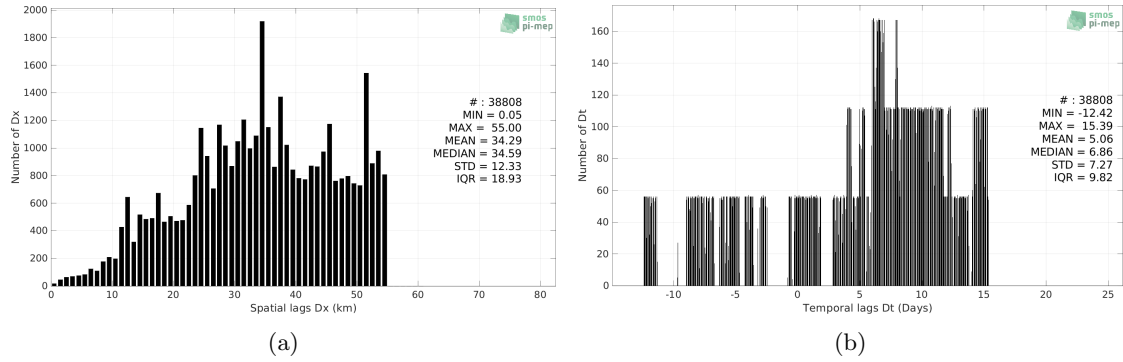 2000
1800
1600
1400
1200
1000
800
600
400
200
0
Number of Dx
0 10 20 30 40 50 60 70 80
Spatial lags Dx (km)
smos
pi-mep
# : 38808
MIN = 0.05
MAX = 55.00
MEAN = 34.29
MEDIAN = 34.59
STD = 12.33
IQR = 18.93
(a)
160
140
120
100
80
60
40
20
0
Number of Dt
-10 -5 0 5 10 15 20 25
Temporal lags Dt (Days)
smos
pi-mep
# : 38808
MIN = -12.42
MAX = 15.39
MEAN = 5.06
MEDIAN = 6.86
STD = 7.27
IQR = 9.82
(b)